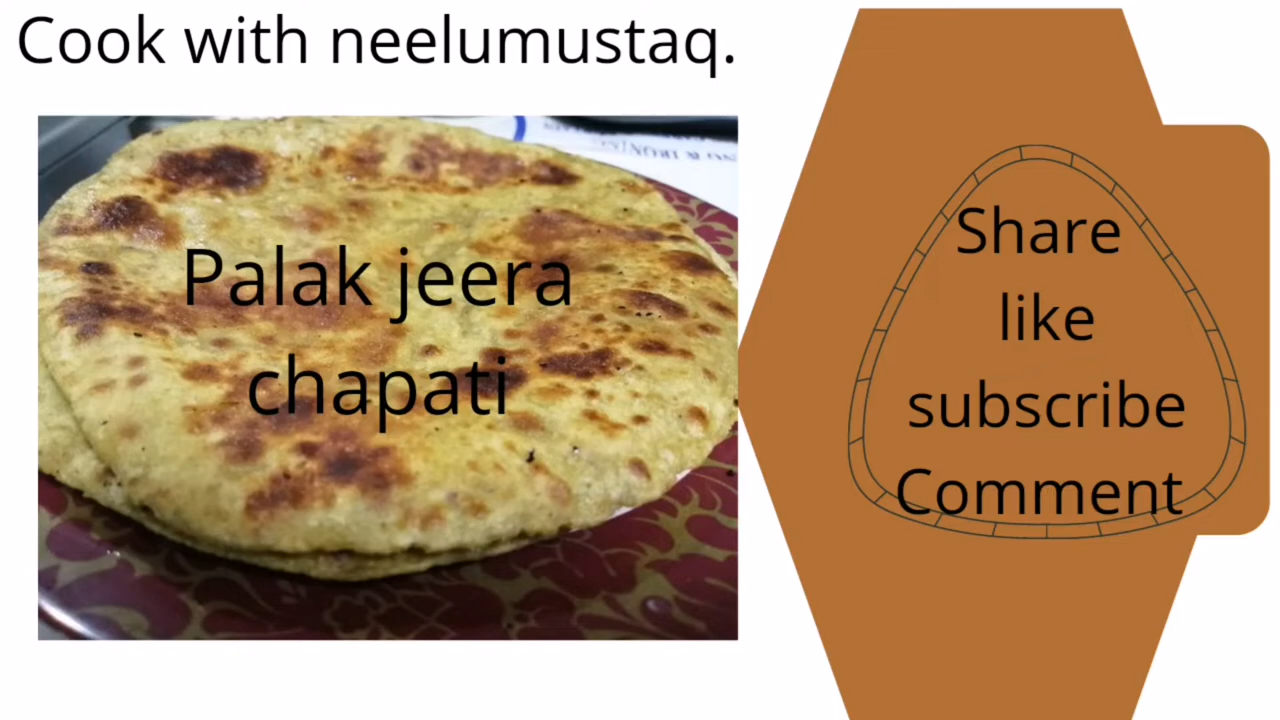 Cook with neelumustaq.
Palak jeera
chapati
Share
like
subscribe
Comment